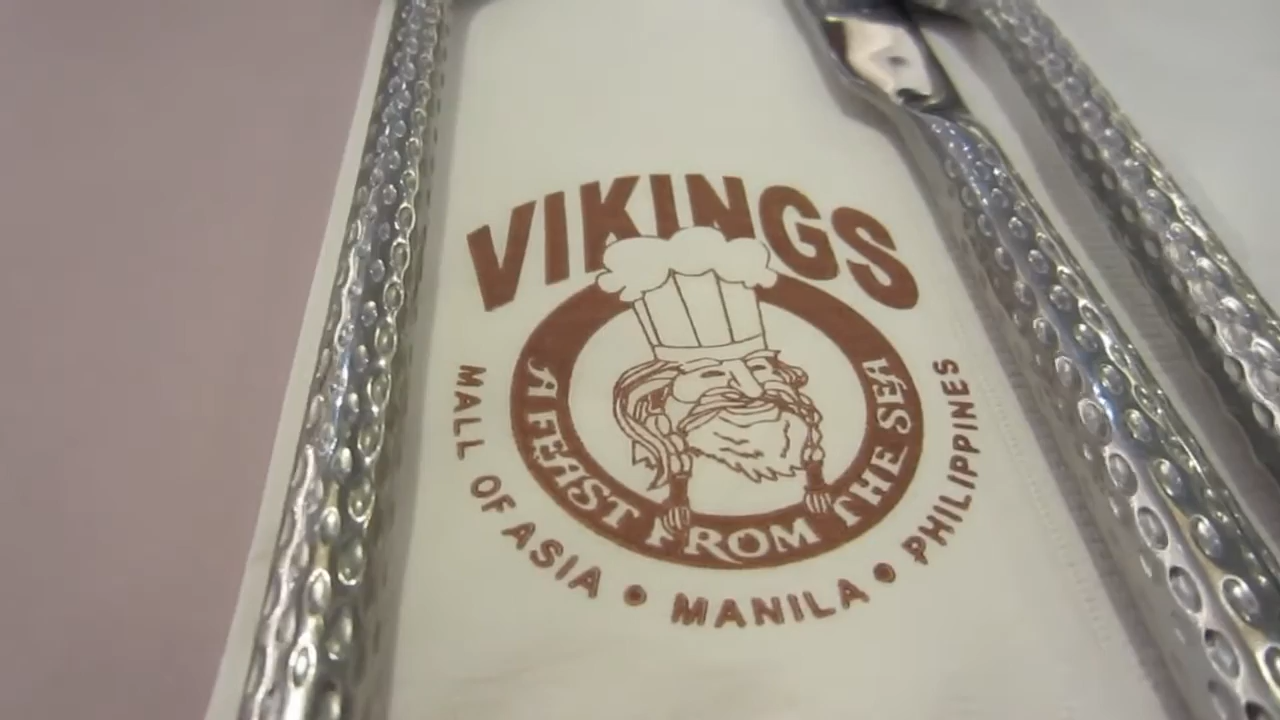 VIKINGS
A FEAST FROM THE SEA
MALL OF ASIA • MANILA • PHILIPPINES